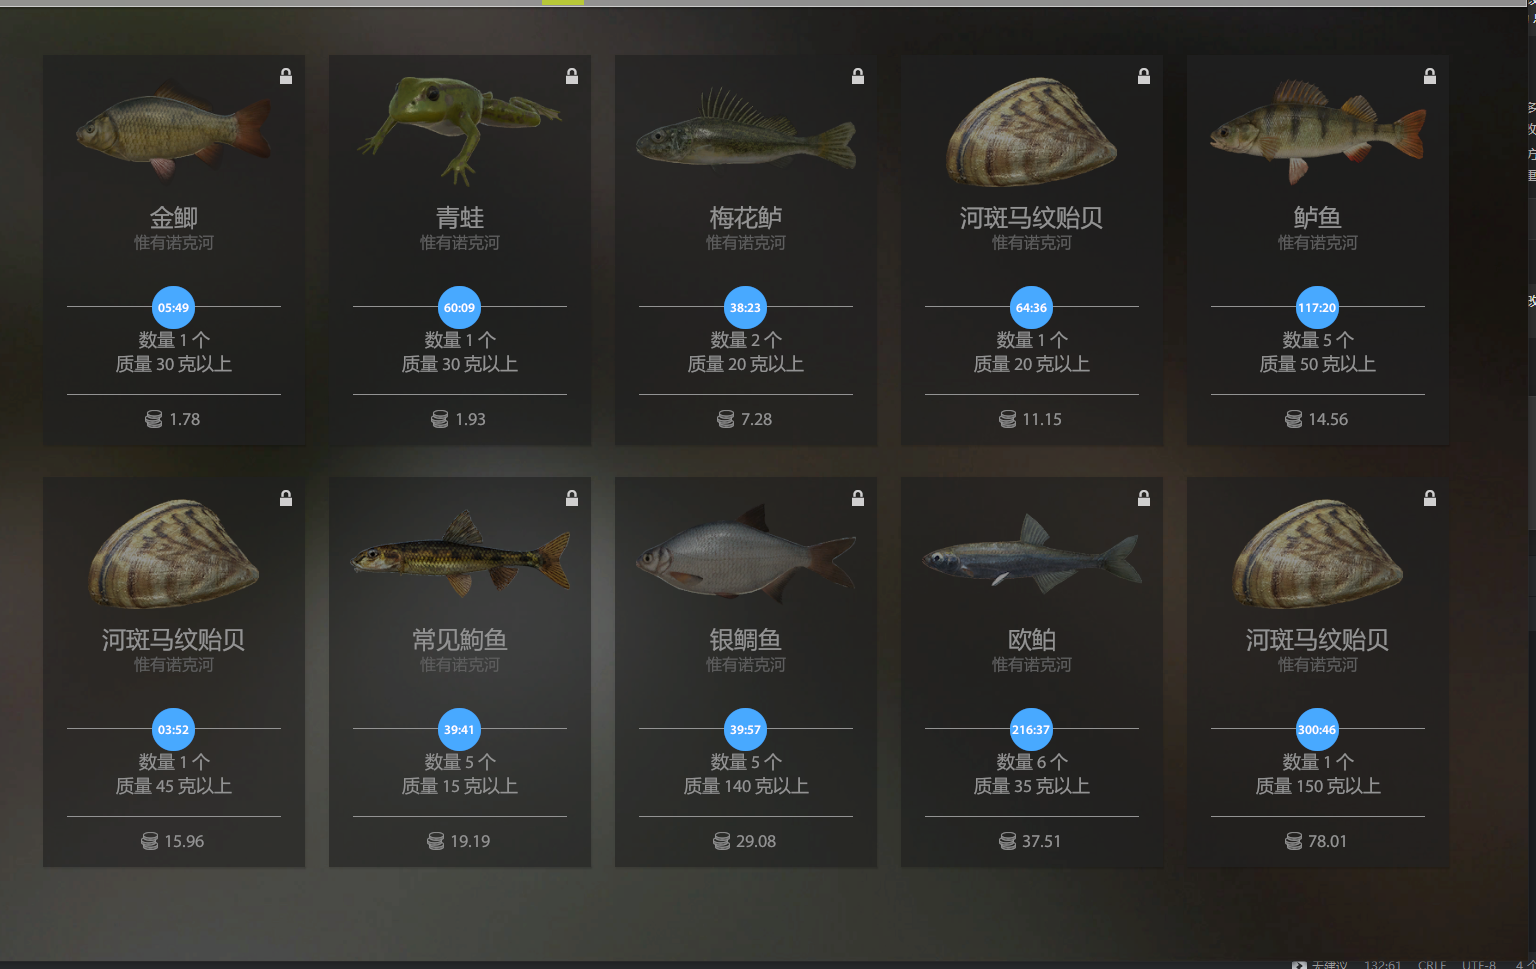 金鲫
惟有诺克河
05:49
数量 1 个
质量 30 克以上
1.78
青蛙
惟有诺克河
60:09
数量 1 个
质量 30 克以上
1.93
梅花鲈
惟有诺克河
38:23
数量 2 个
质量 20 克以上
7.28
河斑马纹贻贝
惟有诺克河
64:36
数量 1 个
质量 20 克以上
11.15
鲈鱼
惟有诺克河
117:20
数量 5 个
质量 50 克以上
14.56
河斑马纹贻贝
惟有诺克河
03:52
数量 1 个
质量 45 克以上
15.96
常见鮈鱼
惟有诺克河
39:41
数量 5 个
质量 15 克以上
19.19
银鲷鱼
惟有诺克河
39:57
数量 5 个
质量 140 克以上
29.08
欧鲌
惟有诺克河
216:37
数量 6 个
质量 35 克以上
37.51
河斑马纹贻贝
惟有诺克河
300:46
数量 1 个
质量 150 克以上
78.01
无建议 132:61 CRLF UTF-8 4